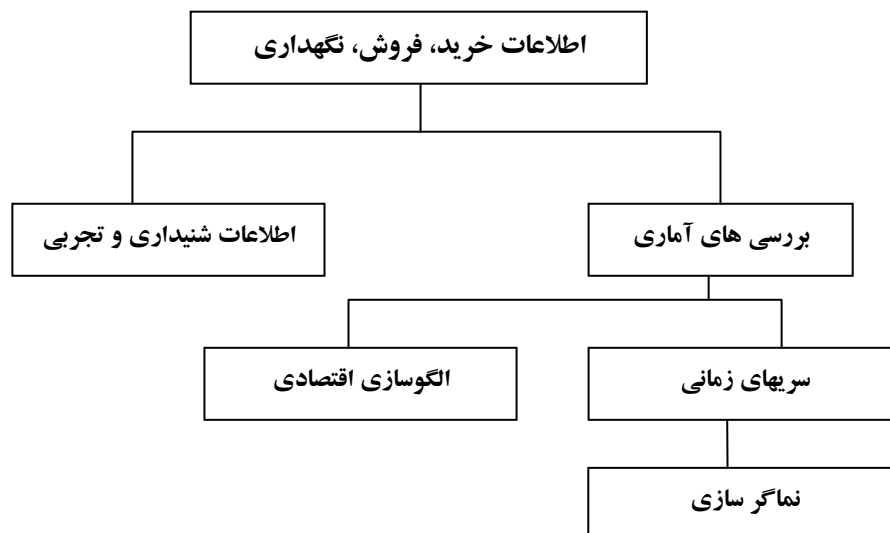 اطلاعات خرید، فروش، نگهداری
بررسی های آماری
اطلاعات شنیداری و تجربی
سریهای زمانی
الگوسازی اقتصادی
نماگر سازی